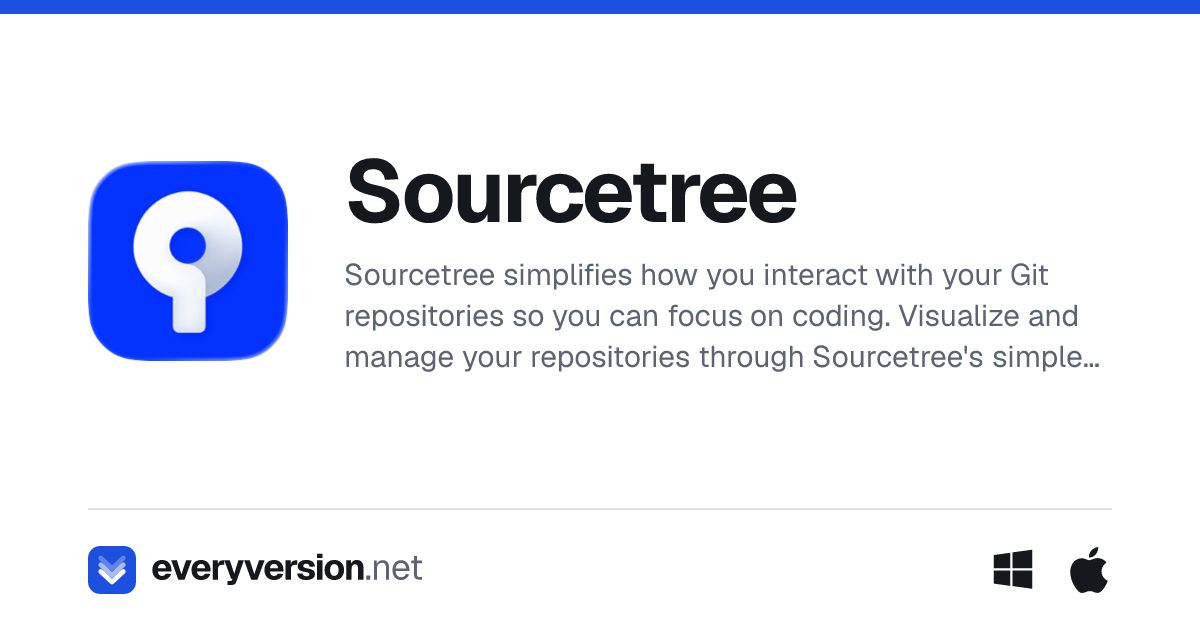 Sourcetree
Sourcetree simplifies how you interact with your Git
repositories so you can focus on coding. Visualize and
manage your repositories through Sourcetree's simple…
everyversion.net